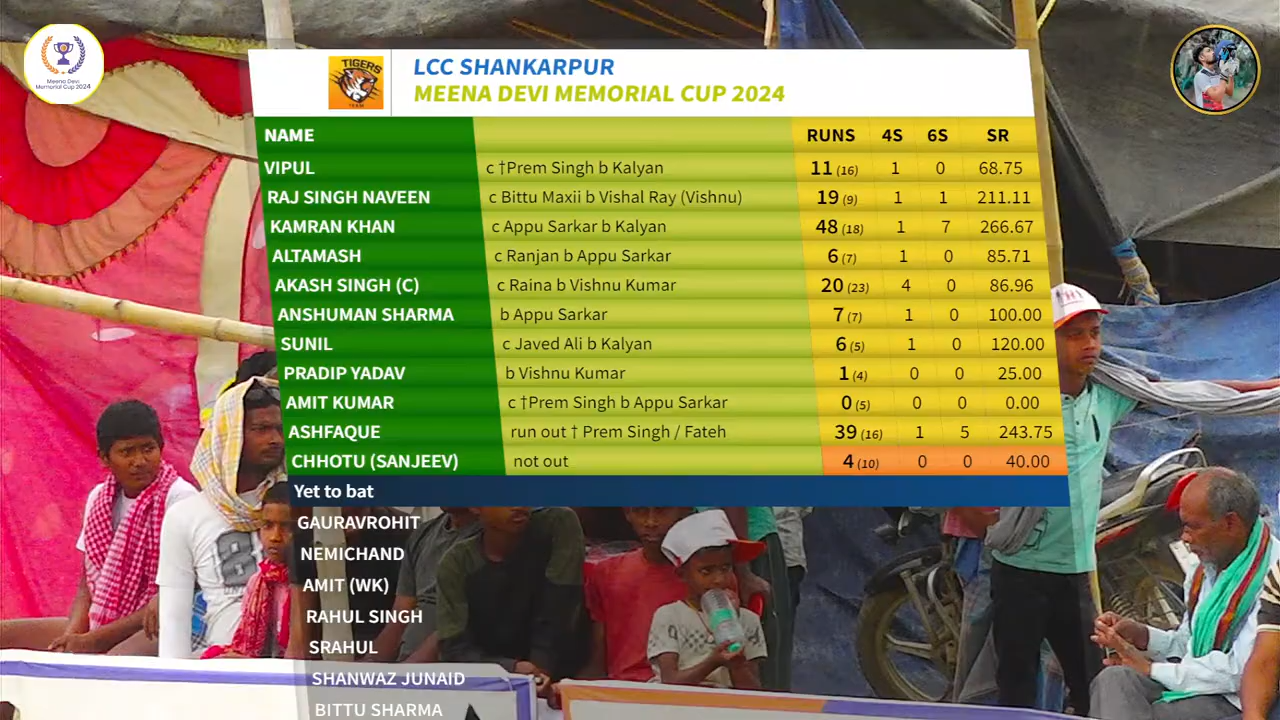 Meena Devi
Memorial Cup 2024
TIGERS
TEAM
LCC SHANKARPUR
MEENA DEVI MEMORIAL CUP 2024
NAME RUNS 4S 6S SR
VIPUL c †Prem Singh b Kalyan 11 (16) 1 0 68.75
RAJ SINGH NAVEEN c Bittu Maxii b Vishal Ray (Vishnu) 19 (9) 1 1 211.11
KAMRAN KHAN c Appu Sarkar b Kalyan 48 (18) 1 7 266.67
ALTAMASH c Ranjan b Appu Sarkar 6 (7) 1 0 85.71
AKASH SINGH (C) c Raina b Vishnu Kumar 20 (23) 4 0 86.96
ANSHUMAN SHARMA b Appu Sarkar 7 (7) 1 0 100.00
SUNIL c Javed Ali b Kalyan 6 (5) 1 0 120.00
PRADIP YADAV b Vishnu Kumar 1 (4) 0 0 25.00
AMIT KUMAR c †Prem Singh b Appu Sarkar 0 (5) 0 0 0.00
ASHFAQUE run out † Prem Singh / Fateh 39 (16) 1 5 243.75
CHHOTU (SANJEEV) not out 4 (10) 0 0 40.00
Yet to bat
GAURAVROHIT
NEMICHAND
AMIT (WK)
RAHUL SINGH
SRAHUL
SHANWAZ JUNAID
BITTU SHARMA